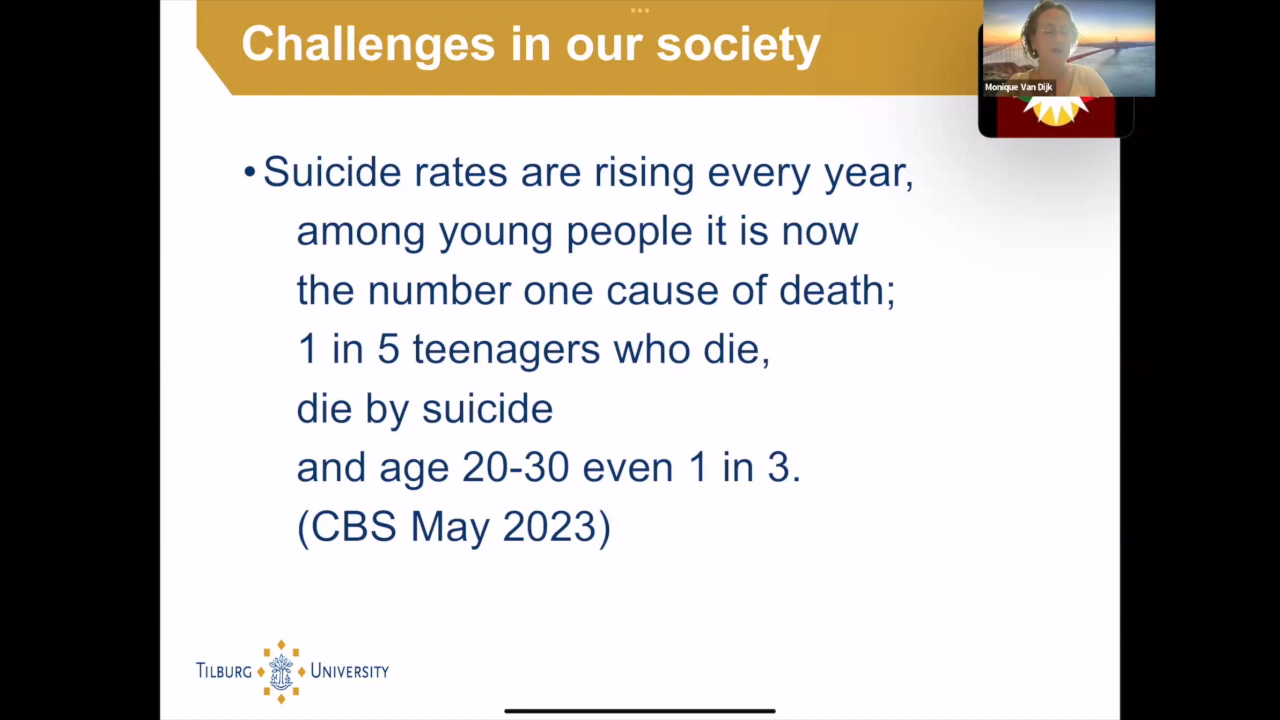 Challenges in our society
Monique Van Dijk
•Suicide rates are rising every year,
among young people it is now
the number one cause of death;
1 in 5 teenagers who die,
die by suicide
and age 20-30 even 1 in 3.
(CBS May 2023)
TILBURG UNIVERSITY